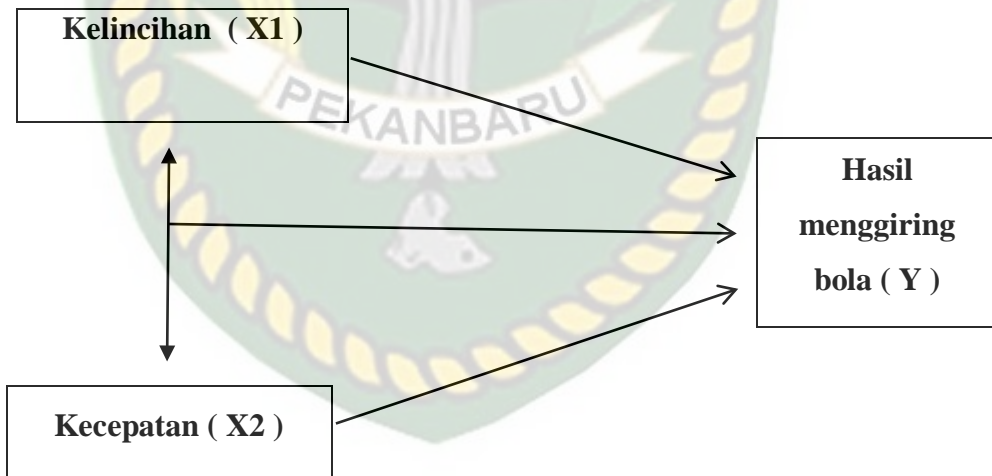 Kelincihan ( X1 )
PEKANBARU
Hasil
menggiring
bola ( Y )
Kecepatan ( X2 )